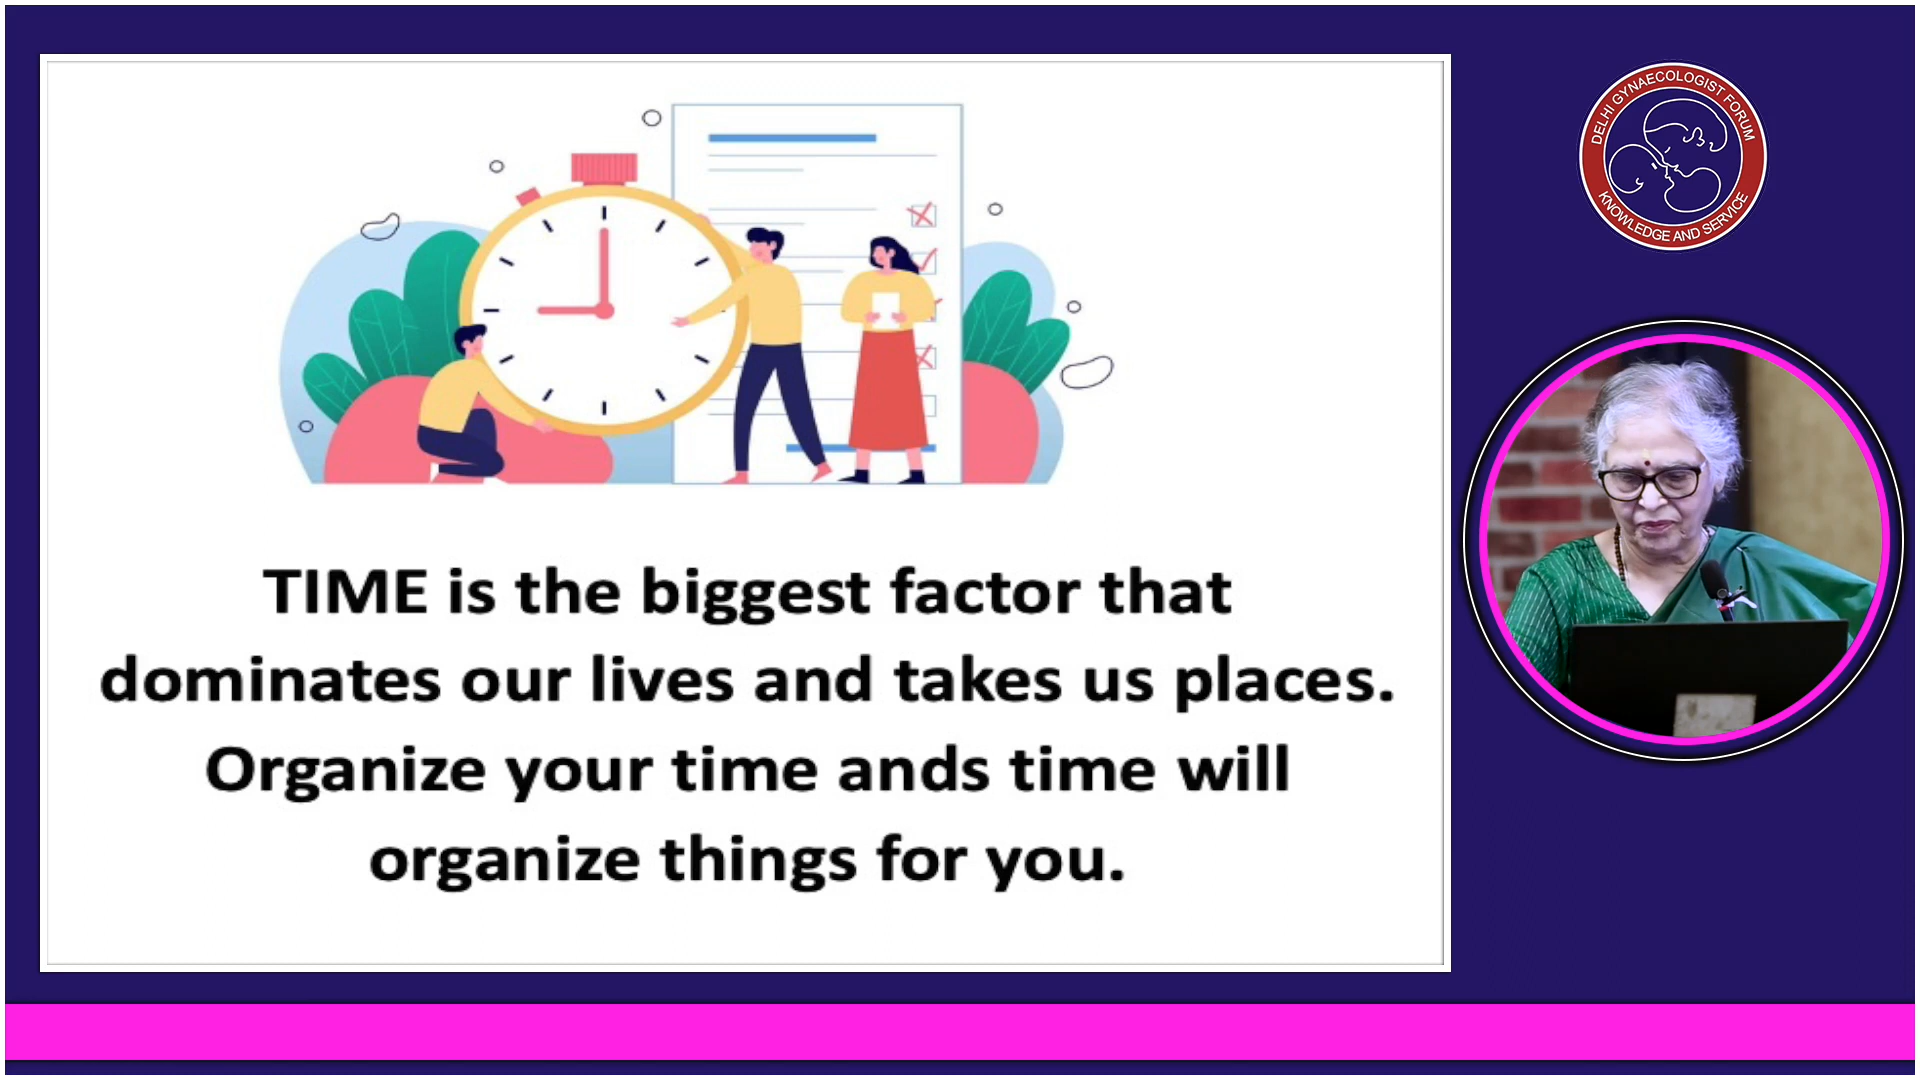 TIME is the biggest factor that
dominates our lives and takes us places.
Organize your time ands time will
organize things for you.
DELHI GYNAECOLOGIST FORUM
KNOWLEDGE AND SERVICE